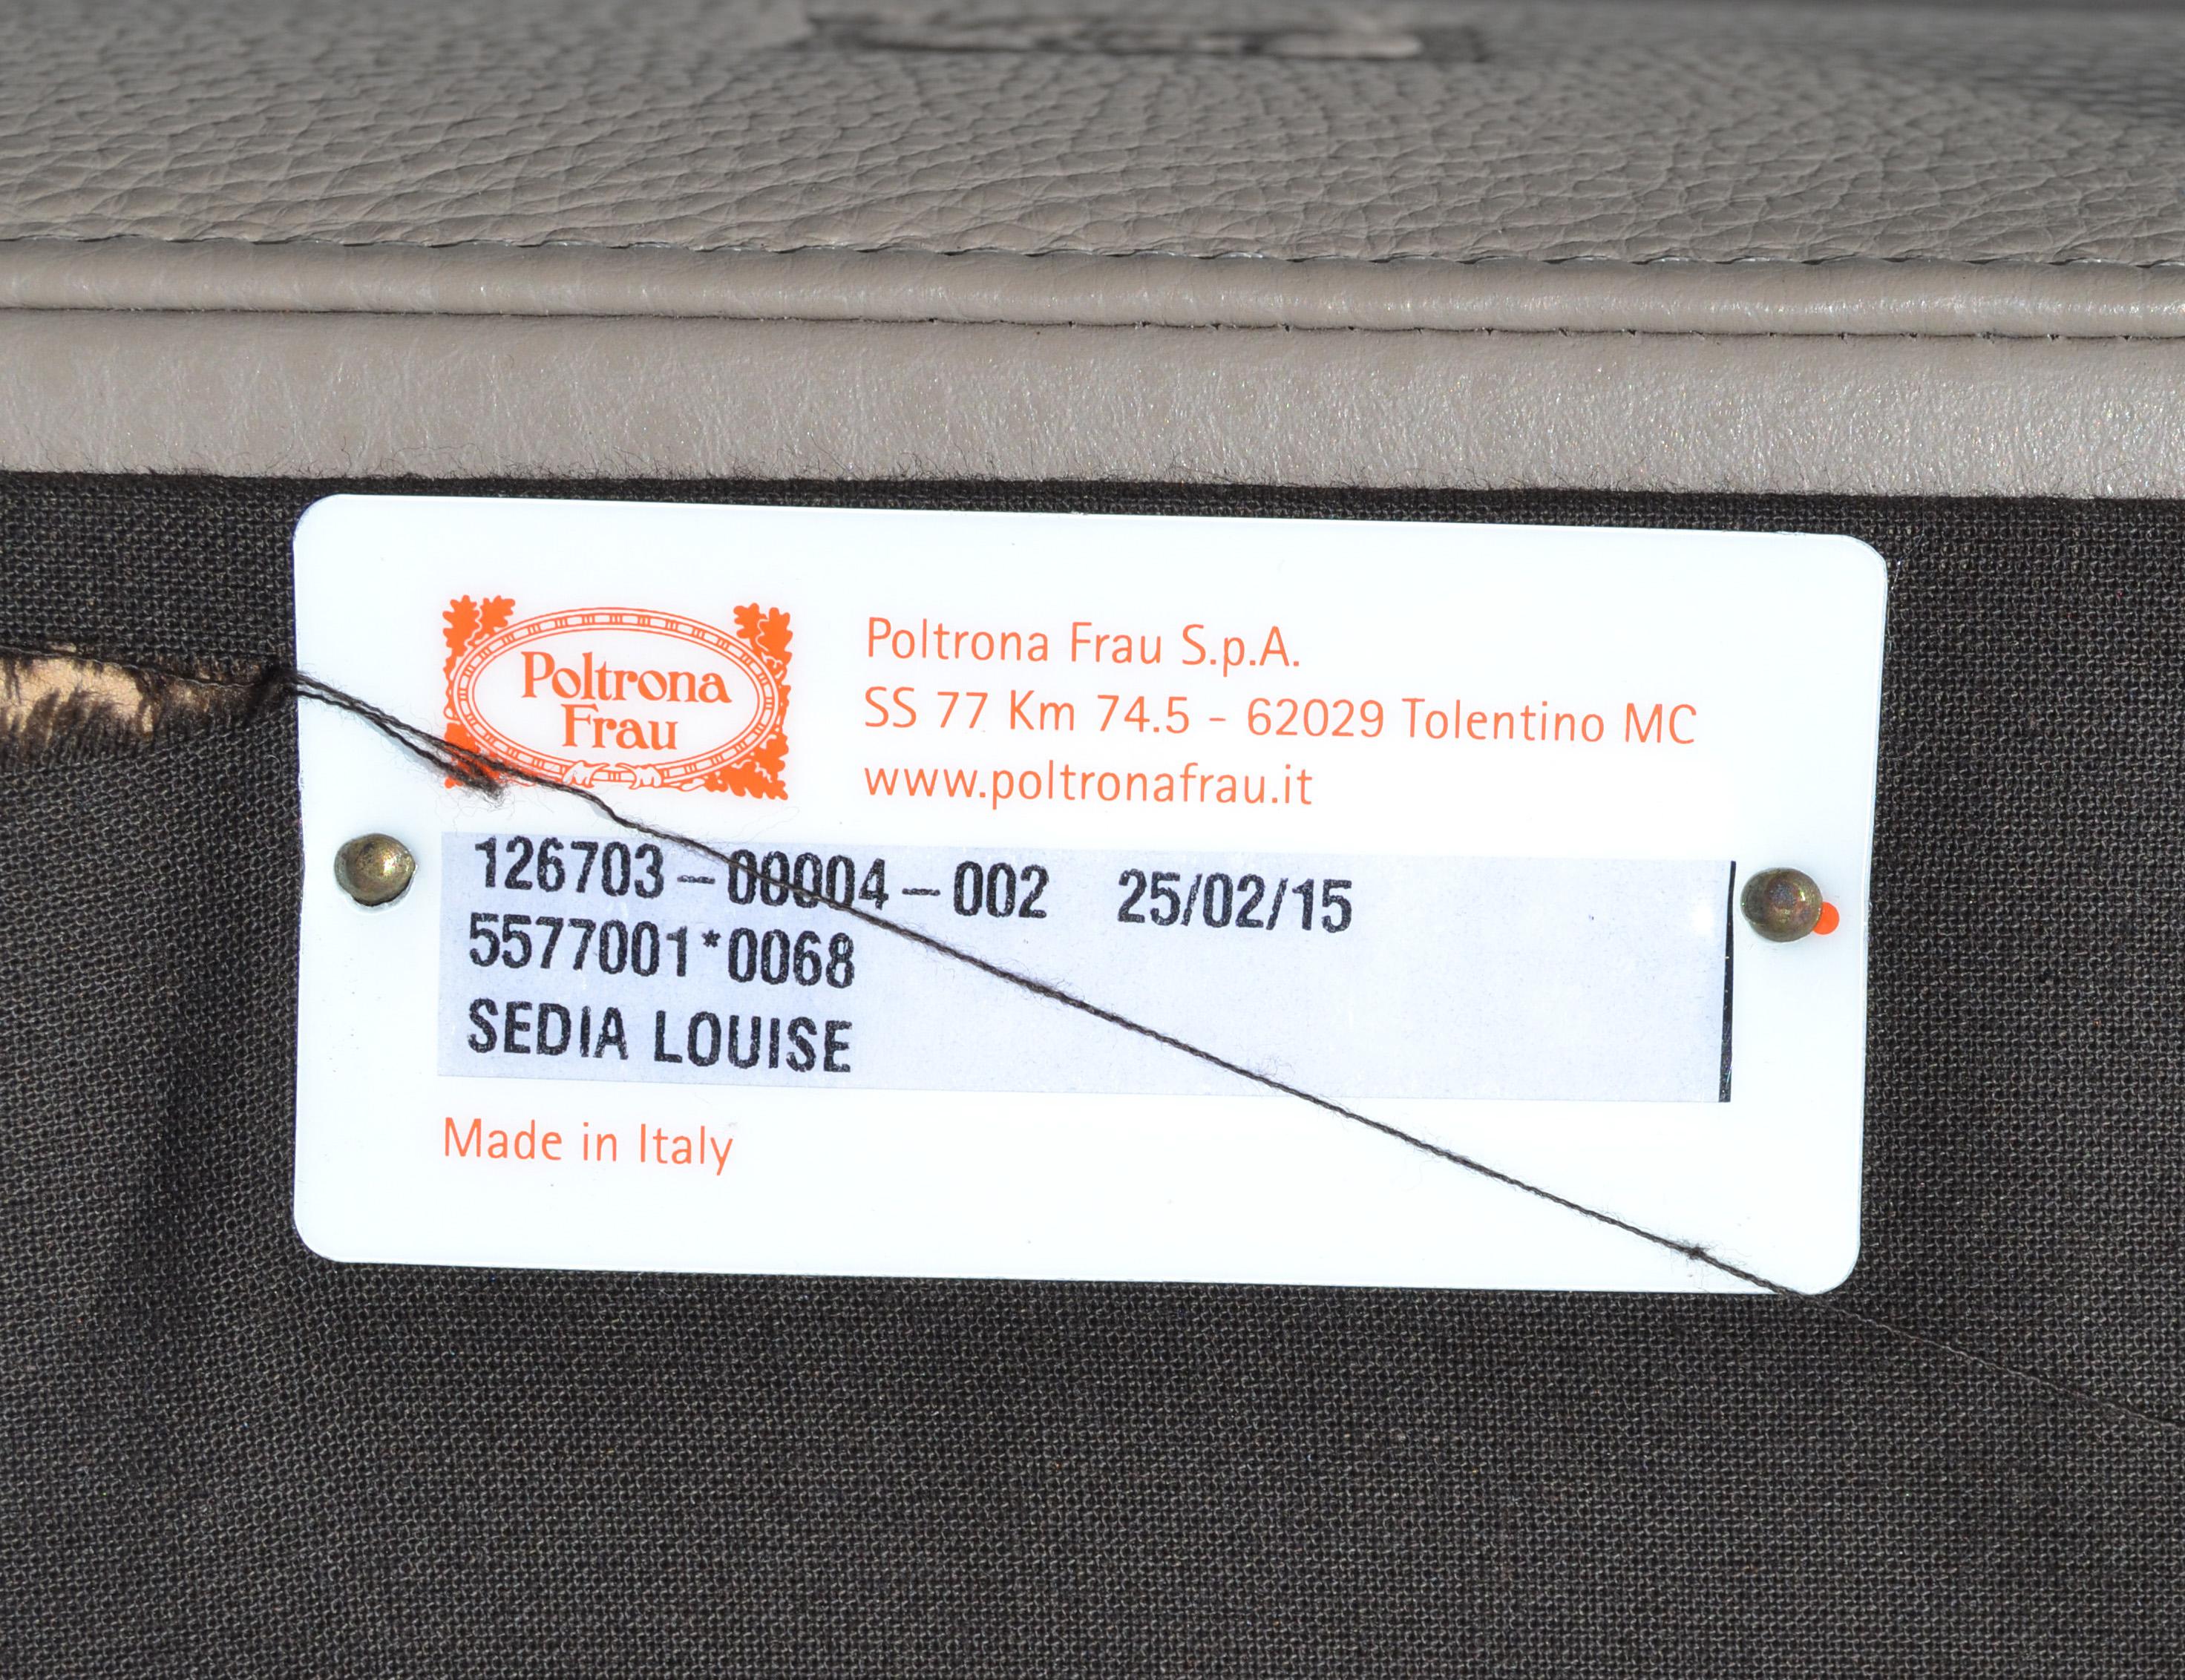 Poltrona
Frau
Poltrona Frau S.p.A.
SS 77 Km 74.5 - 62029 Tolentino MC
www.poltronafrau.it
126703-00004-002 25/02/15
5577001*0068
SEDIA LOUISE
Made in Italy